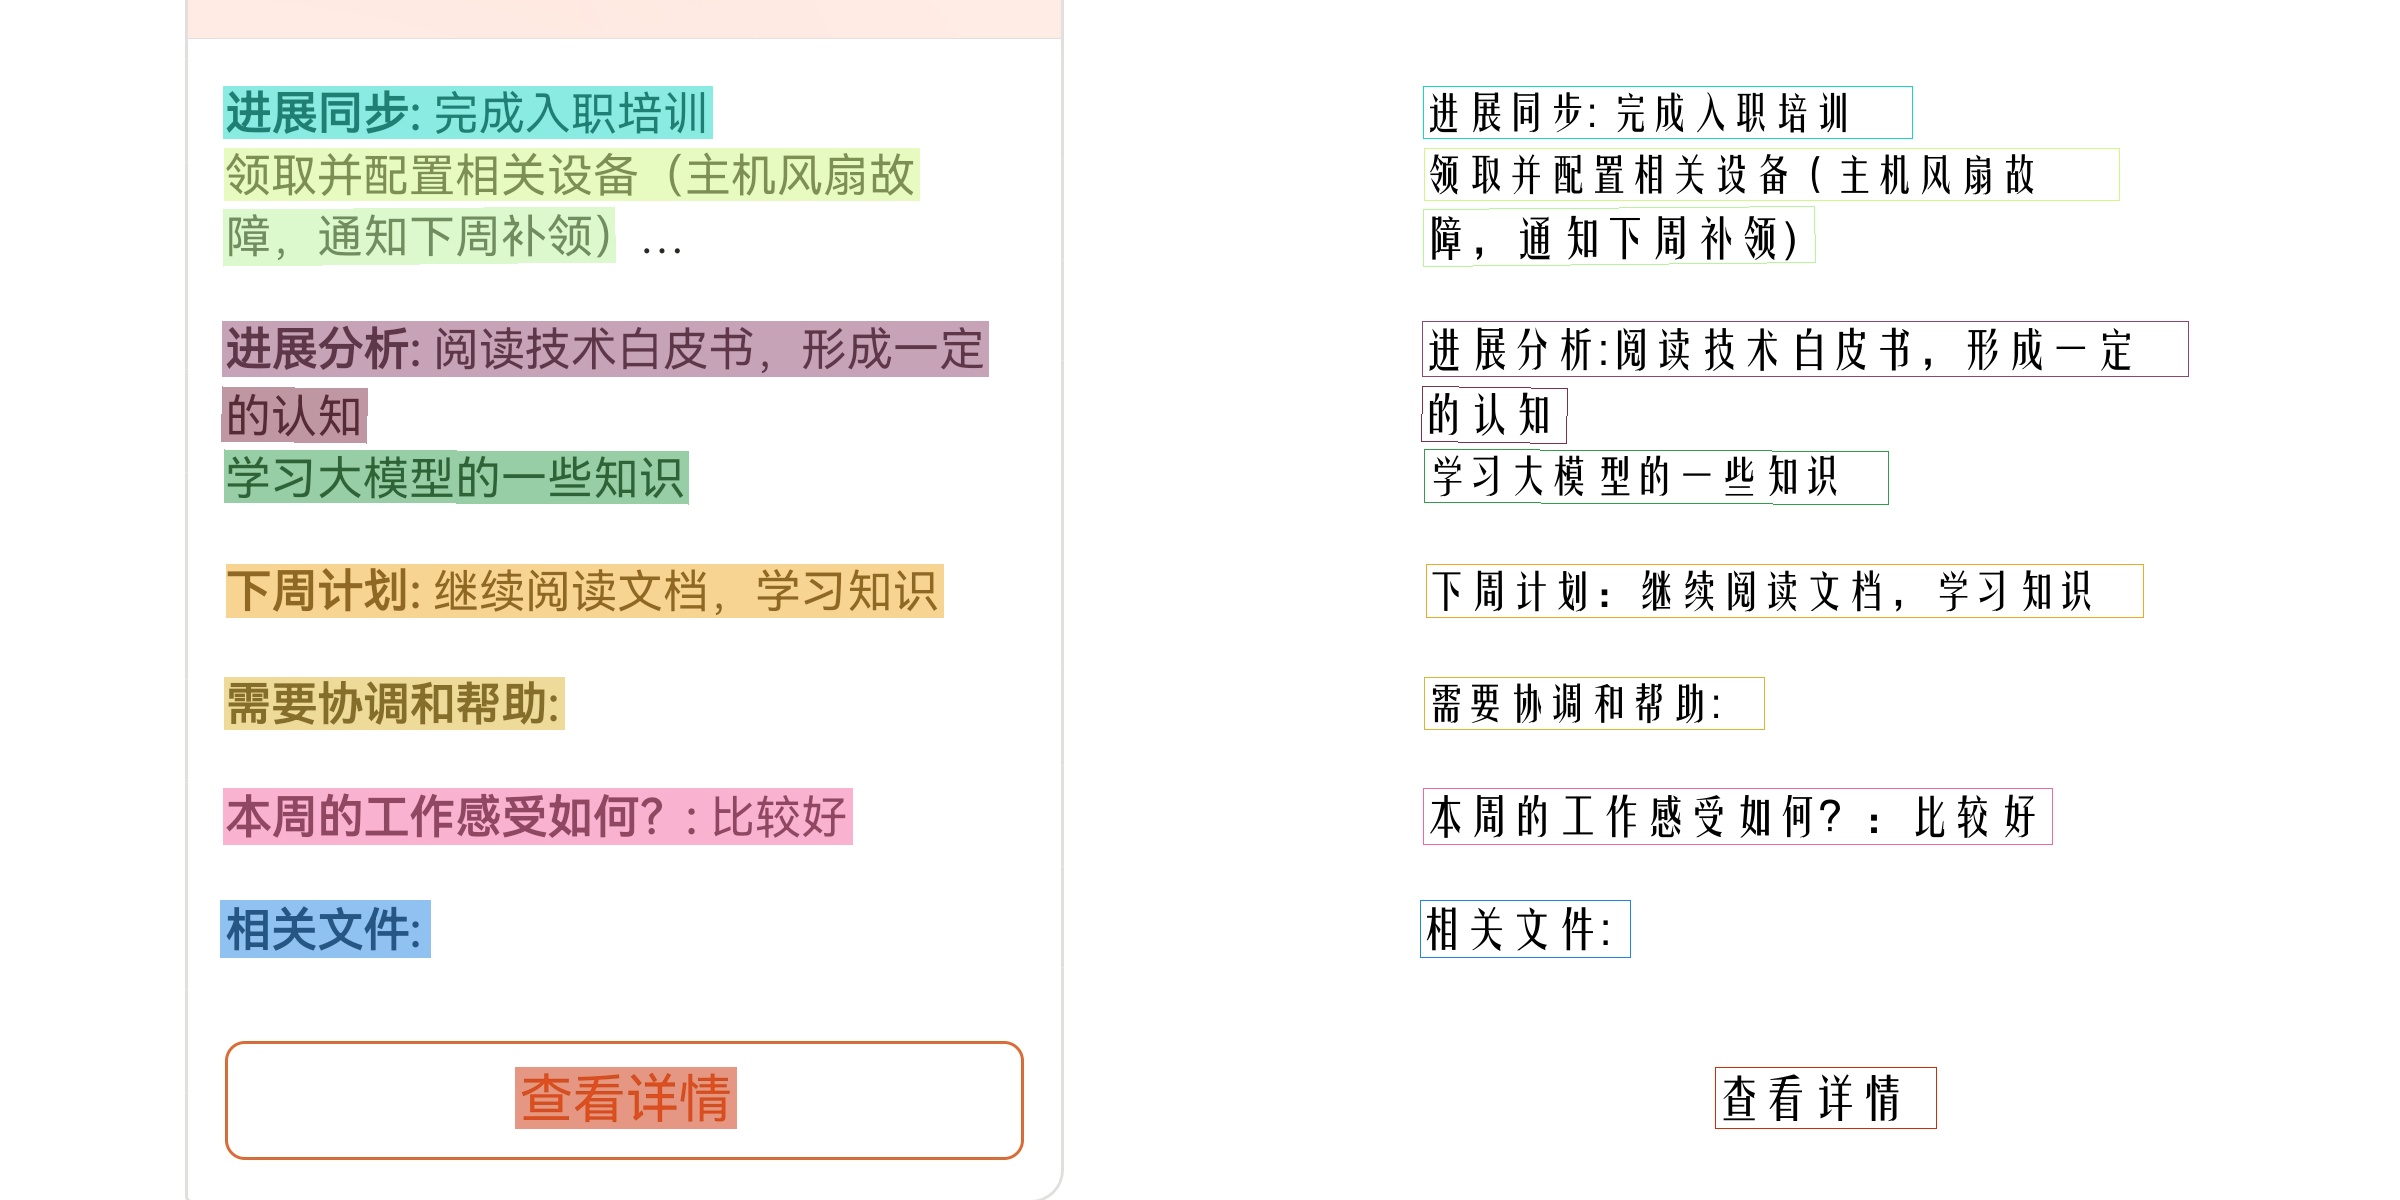 进展同步: 完成入职培训
领取并配置相关设备（主机风扇故
障，通知下周补领）...
进展分析: 阅读技术白皮书，形成一定
的认知
学习大模型的一些知识
下周计划: 继续阅读文档，学习知识
需要协调和帮助:
本周的工作感受如何？: 比较好
相关文件:
查看详情
进展同步: 完成入职培训
领取并配置相关设备（主机风扇故
障，通知下周补领）
进展分析:阅读技术白皮书，形成一定
的认知
学习大模型的一些知识
下周计划：继续阅读文档，学习知识
需要协调和帮助:
本周的工作感受如何?：比较好
相关文件:
查看详情